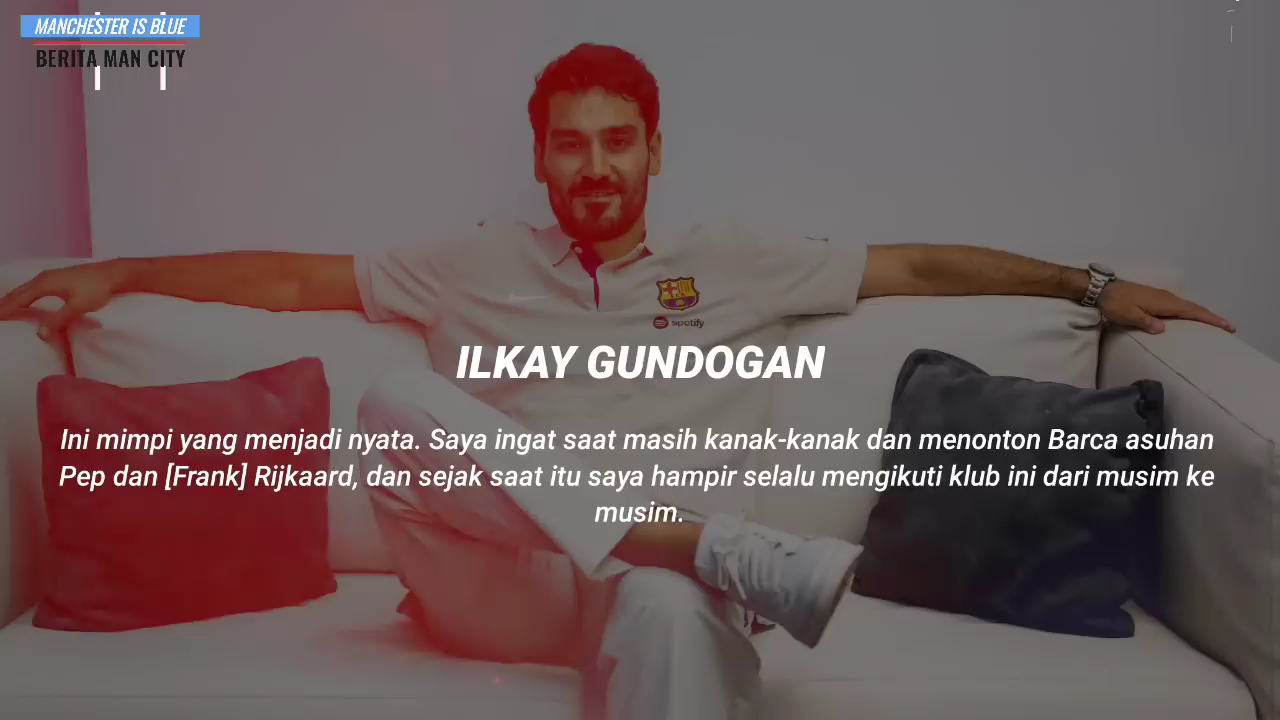 MANCHESTER IS BLUE
BERITA MAN CITY
spotify
ILKAY GUNDOGAN
Ini mimpi yang menjadi nyata. Saya ingat saat masih kanak-kanak dan menonton Barca asuhan
Pep dan [Frank] Rijkaard, dan sejak saat itu saya hampir selalu mengikuti klub ini dari musim ke
musim.